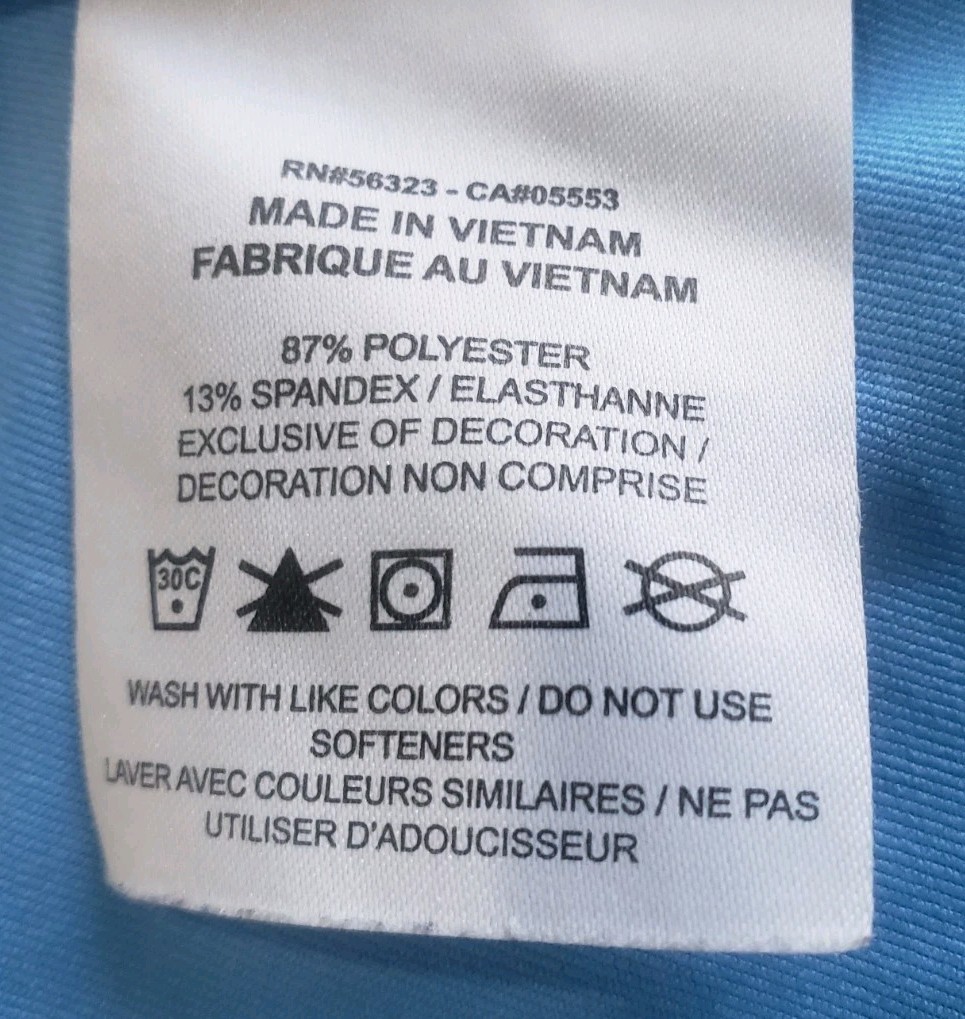 RN#56323 - CA#05553
MADE IN VIETNAM
FABRIQUE AU VIETNAM
87% POLYESTER
13% SPANDEX / ELASTHANNE
EXCLUSIVE OF DECORATION /
DECORATION NON COMPRISE
30C
WASH WITH LIKE COLORS / DO NOT USE
SOFTENERS
LAVER AVEC COULEURS SIMILAIRES / NE PAS
UTILISER D'ADOUCISSEUR